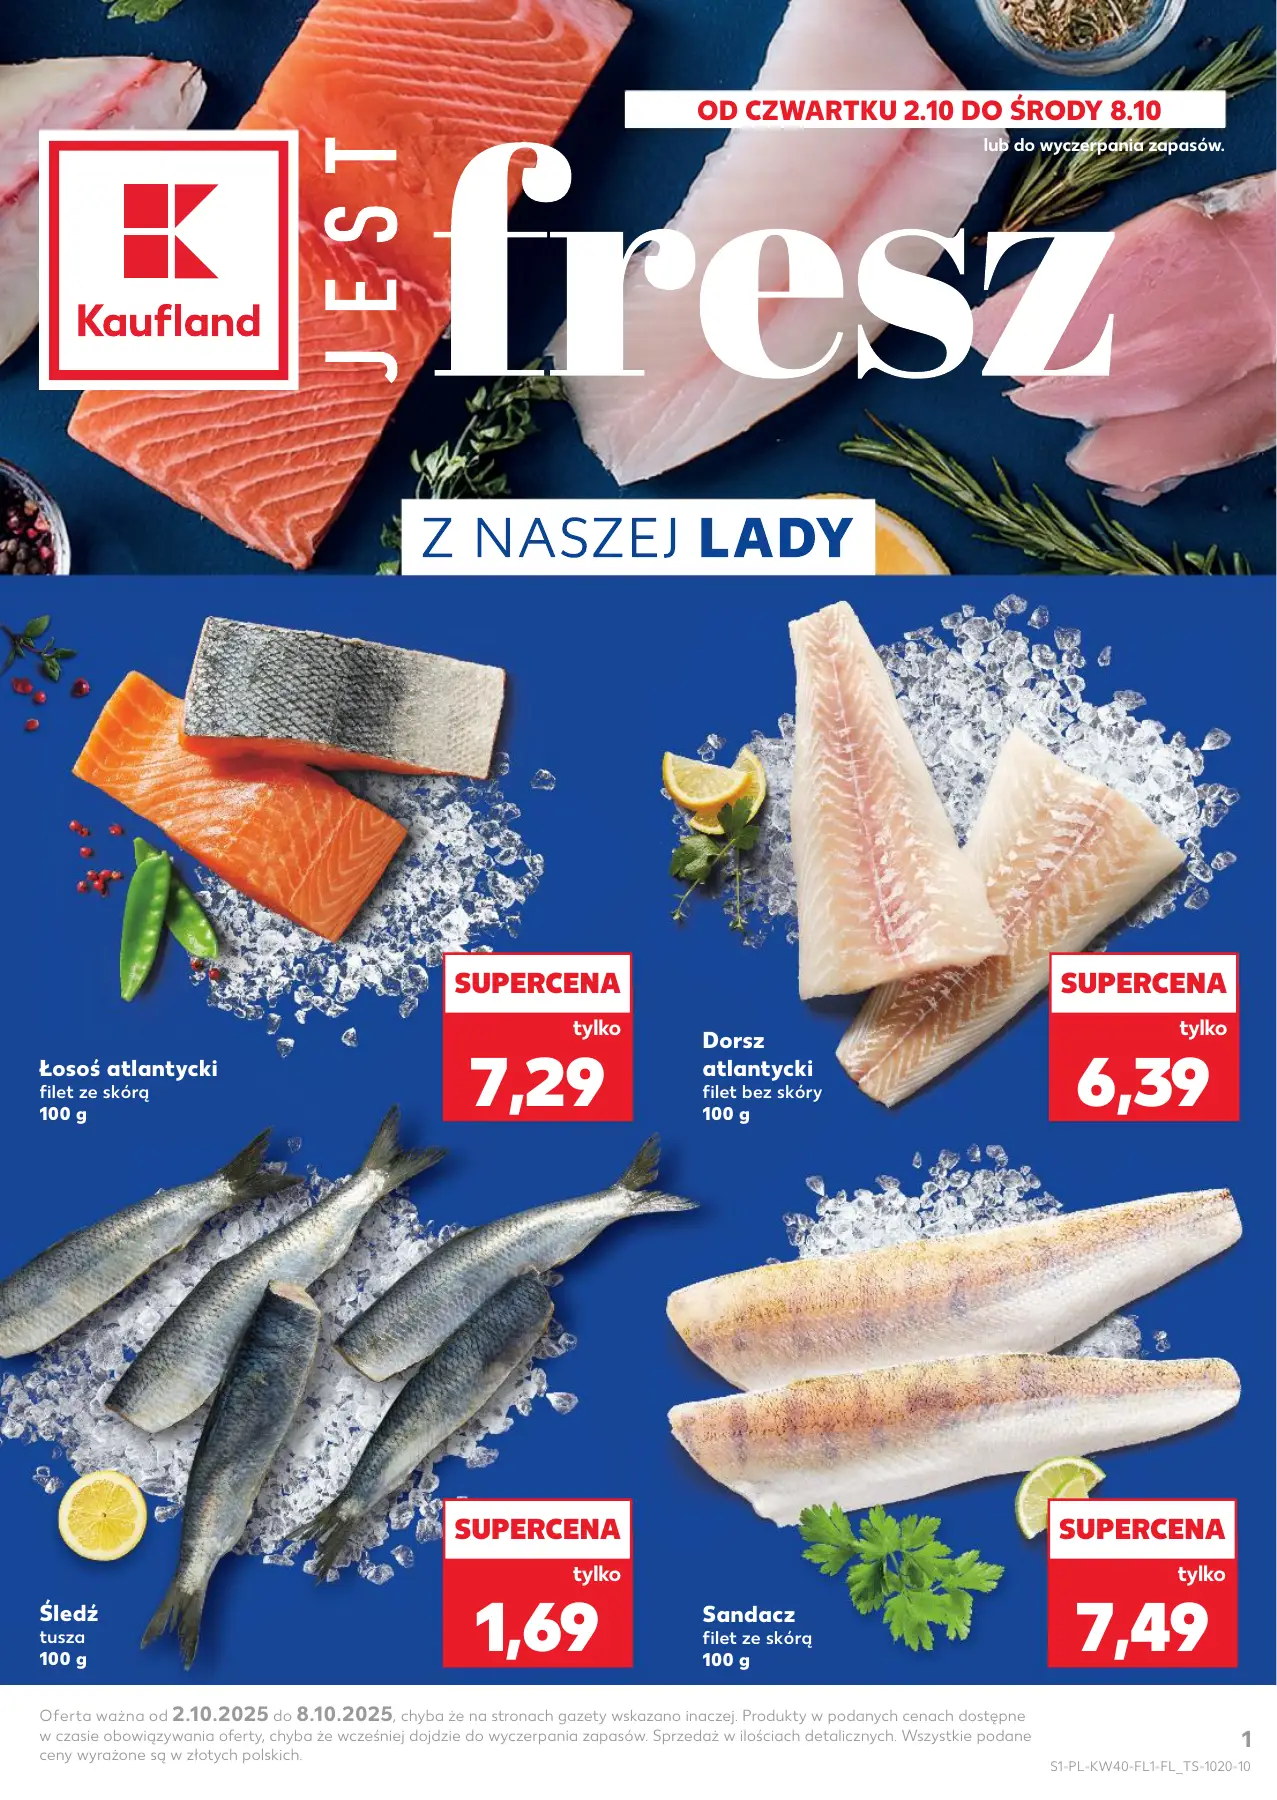 OD CZWARTKU 2.10 DO ŚRODY 8.10
lub do wyczerpania zapasów.
Kaufland
JEST
fresz
Z NASZEJ LADY
SUPERCENA
tylko
7,29
Łosoś atlantycki
filet ze skórą
100 g
SUPERCENA
tylko
6,39
Dorsz
atlantycki
filet bez skóry
100 g
SUPERCENA
tylko
1,69
Śledź
tusza
100 g
SUPERCENA
tylko
7,49
Sandacz
filet ze skórą
100 g
Oferta ważna od 2.10.2025 do 8.10.2025, chyba że na stronach gazety wskazano inaczej. Produkty w podanych cenach dostępne
w czasie obowiązywania oferty, chyba że wcześniej dojdzie do wyczerpania zapasów. Sprzedaż w ilościach detalicznych. Wszystkie podane
ceny wyrażone są w złotych polskich.
1
S1-PL-KW40-FL1-FL_TS-1020-10